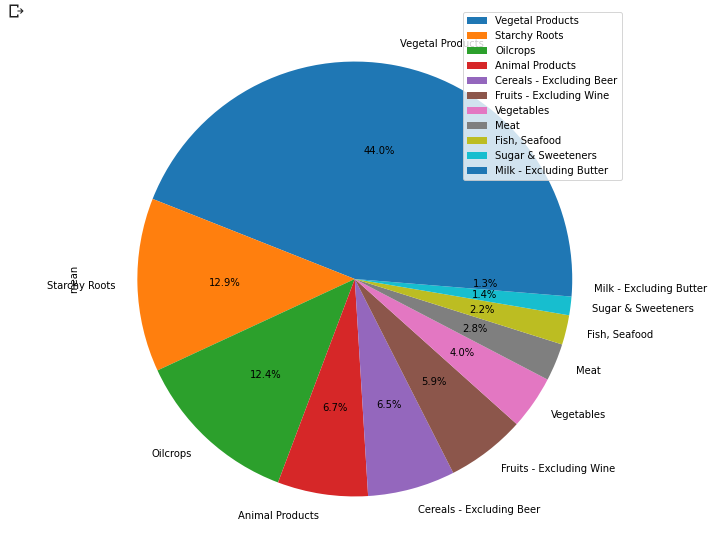 Vegetal Products
Starchy Roots
Oilcrops
Animal Products
Cereals - Excluding Beer
Fruits - Excluding Wine
Vegetables
Meat
Fish, Seafood
Sugar & Sweeteners
Milk - Excluding Butter
Vegetal Products
44.0%
Starchy Roots
12.9%
mean
Oilcrops
12.4%
Animal Products
6.7%
Cereals - Excluding Beer
6.5%
Fruits - Excluding Wine
5.9%
Vegetables
4.0%
Meat
2.8%
Fish, Seafood
2.2%
Sugar & Sweeteners
1.4%
Milk - Excluding Butter
1.3%